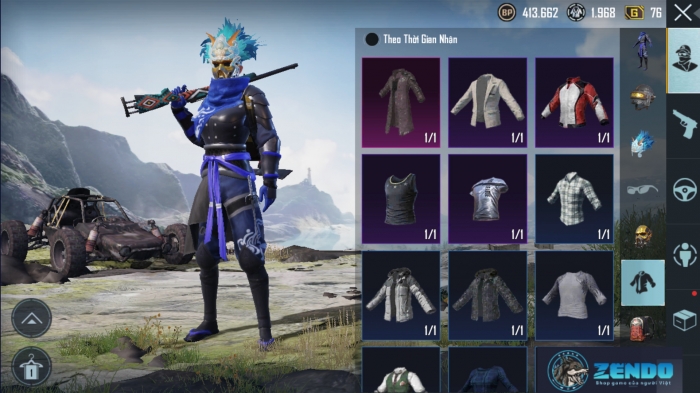 BP 413.662 1.968 G 76
Theo Thời Gian Nhận
1/1 1/1 1/1
1/1 1/1 1/1
1/1 1/1 1/1
ZENDO
Shop game của người Việt